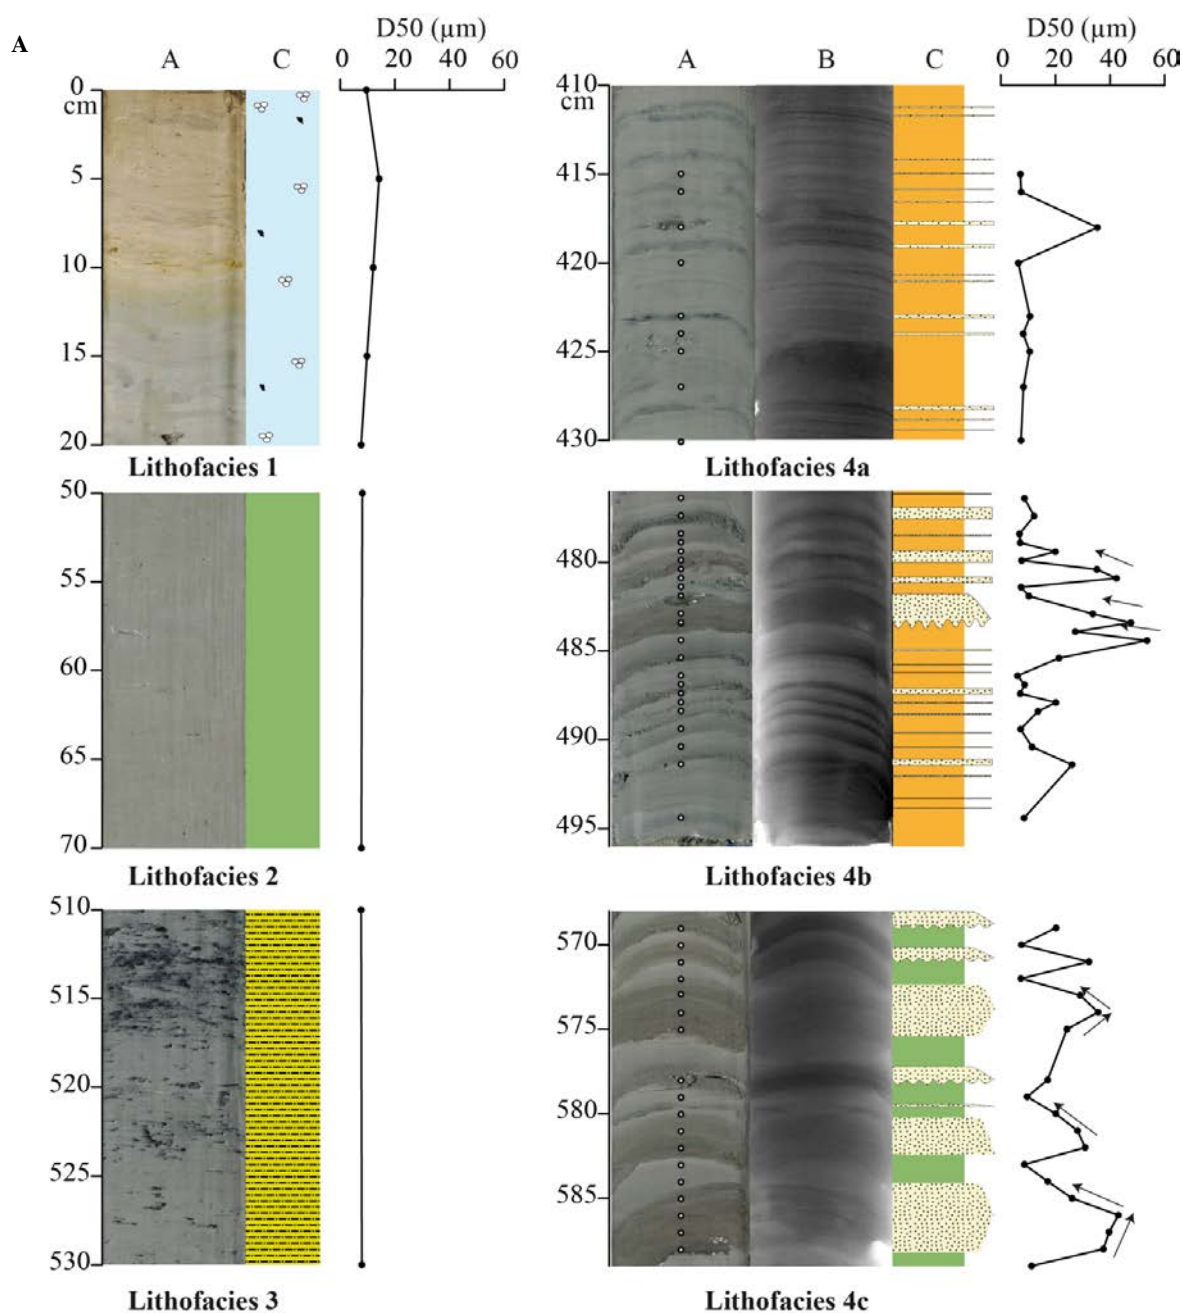 A
D50 (µm)
A C 0 20 40 60
0
cm
5
10
15
20
Lithofacies 1
50
55
60
65
70
Lithofacies 2
510
515
520
525
530
Lithofacies 3
D50 (µm)
A B C 0 20 40 60
410
cm
415
420
425
430
Lithofacies 4a
480
485
490
495
Lithofacies 4b
570
575
580
585
Lithofacies 4c